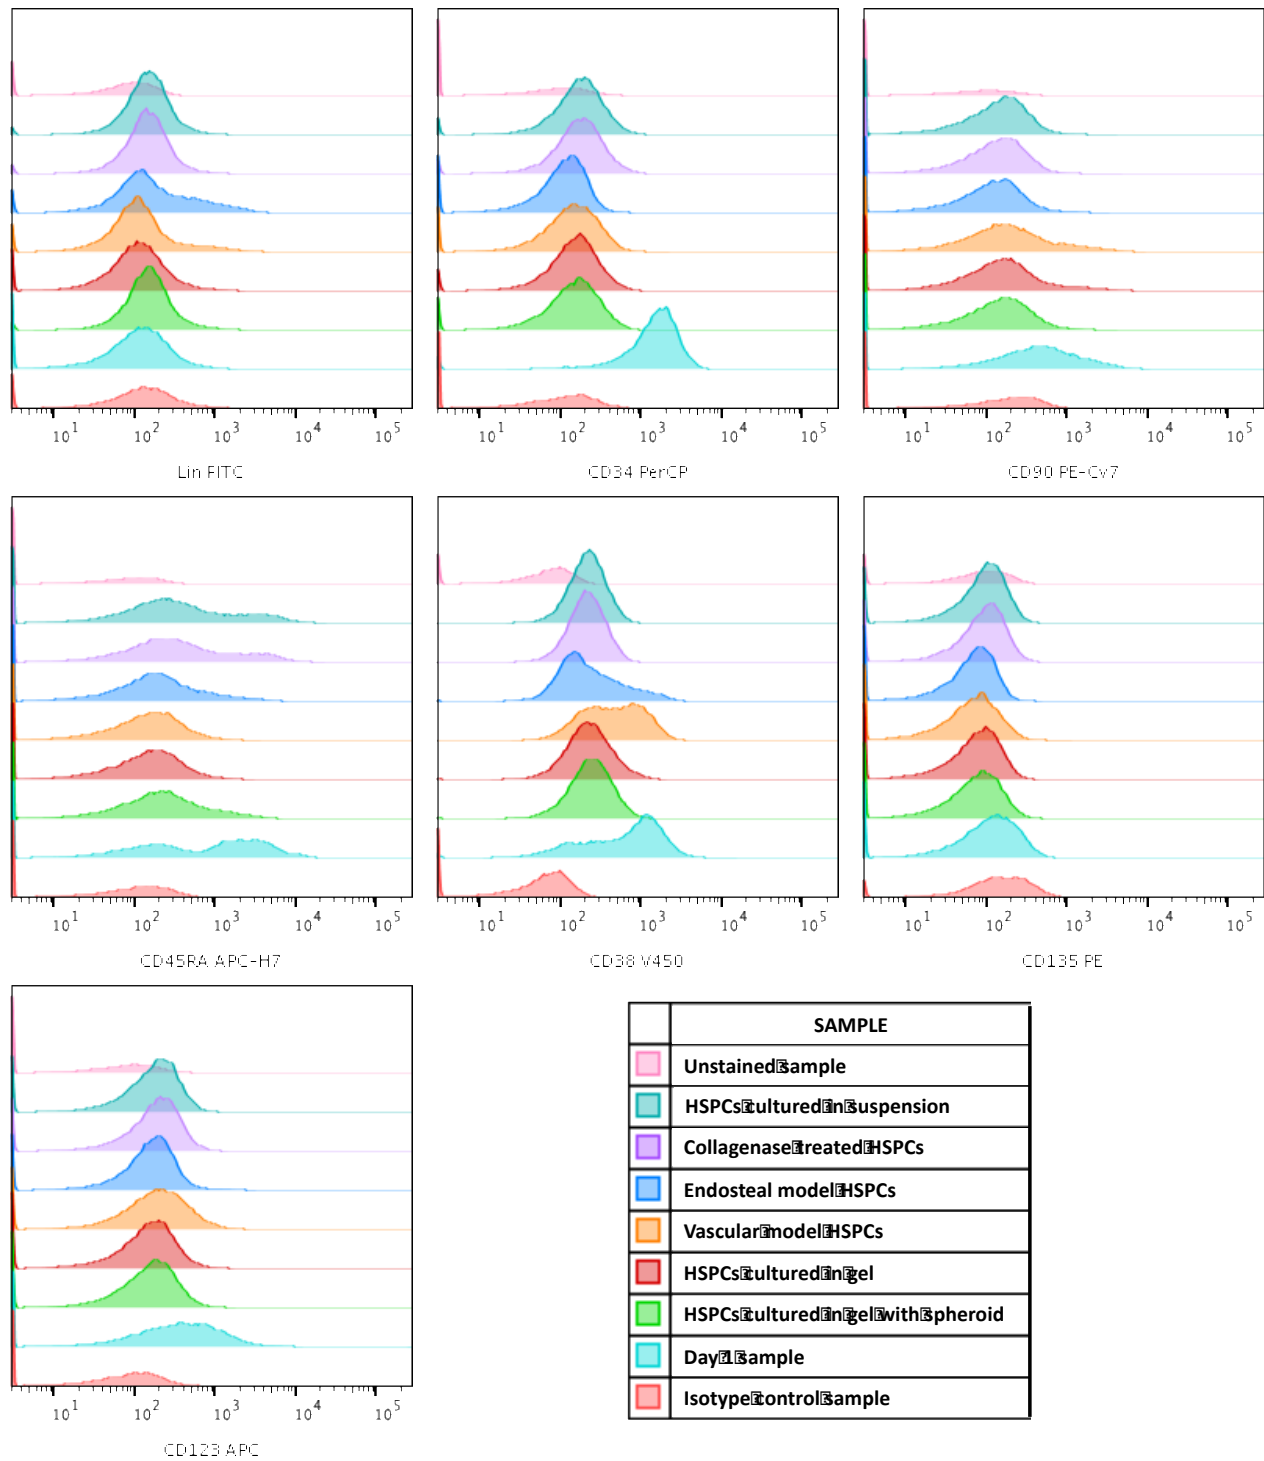 10¹ 10² 10³ 10⁴ 10⁵
Lin FITC
10¹ 10² 10³ 10⁴ 10⁵
CD34 PerCP
10¹ 10² 10³ 10⁴ 10⁵
CD90 PE-Cy7
10¹ 10² 10³ 10⁴ 10⁵
CD45RA APC-H7
10¹ 10² 10³ 10⁴ 10⁵
CD38 V450
10¹ 10² 10³ 10⁴ 10⁵
CD135 PE
10¹ 10² 10³ 10⁴ 10⁵
CD123 APC
SAMPLE
Unstained⍰sample
HSPCs⍰cultured⍰in⍰suspension
Collagenase⍰treated⍰HSPCs
Endosteal model⍰HSPCs
Vascular⍰model⍰HSPCs
HSPCs⍰cultured⍰in⍰gel
HSPCs⍰cultured⍰in⍰gel⍰with⍰spheroid
Day⍰1⍰sample
Isotype⍰control⍰sample